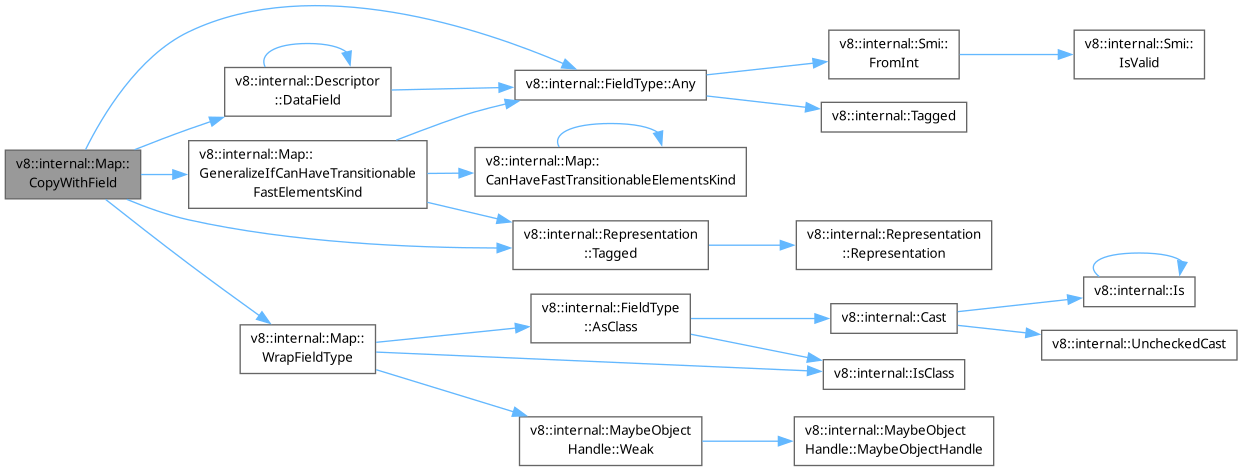 v8::internal::Map::
CopyWithField
v8::internal::Descriptor
::DataField
v8::internal::Map::
GeneralizeIfCanHaveTransitionable
FastElementsKind
v8::internal::Map::
WrapFieldType
v8::internal::FieldType::Any
v8::internal::Map::
CanHaveFastTransitionableElementsKind
v8::internal::Representation
::Tagged
v8::internal::FieldType
::AsClass
v8::internal::MaybeObject
Handle::Weak
v8::internal::Smi::
FromInt
v8::internal::Tagged
v8::internal::Representation
::Representation
v8::internal::Cast
v8::internal::IsClass
v8::internal::MaybeObject
Handle::MaybeObjectHandle
v8::internal::Smi::
IsValid
v8::internal::Is
v8::internal::UncheckedCast